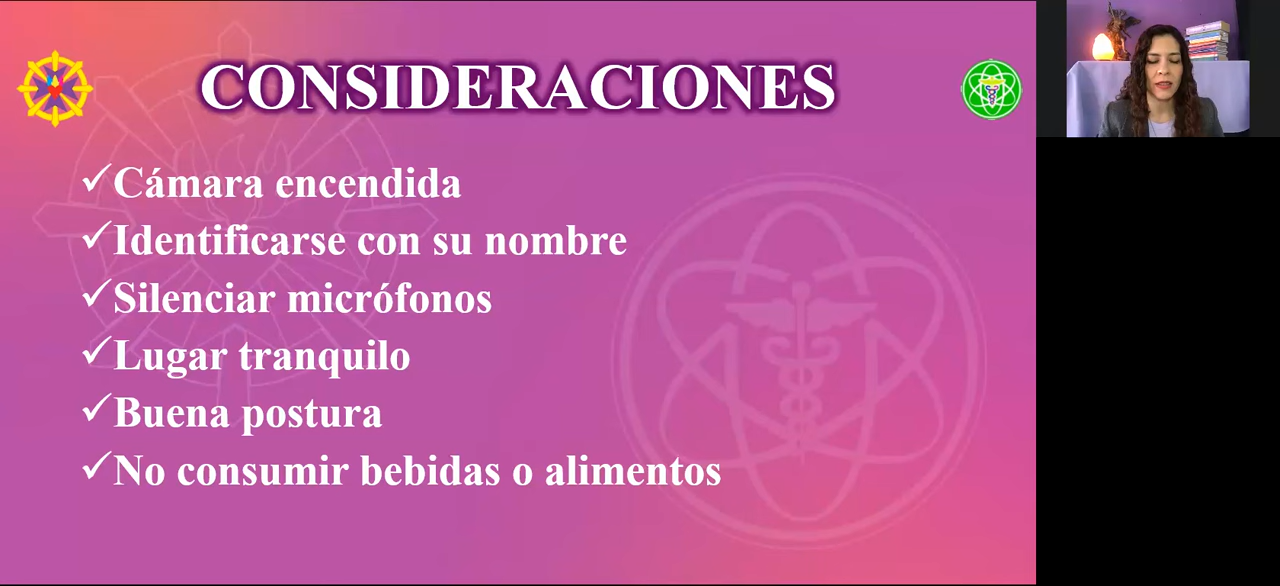 CONSIDERACIONES
✓Cámara encendida
✓Identificarse con su nombre
✓Silenciar micrófonos
✓Lugar tranquilo
✓Buena postura
✓No consumir bebidas o alimentos